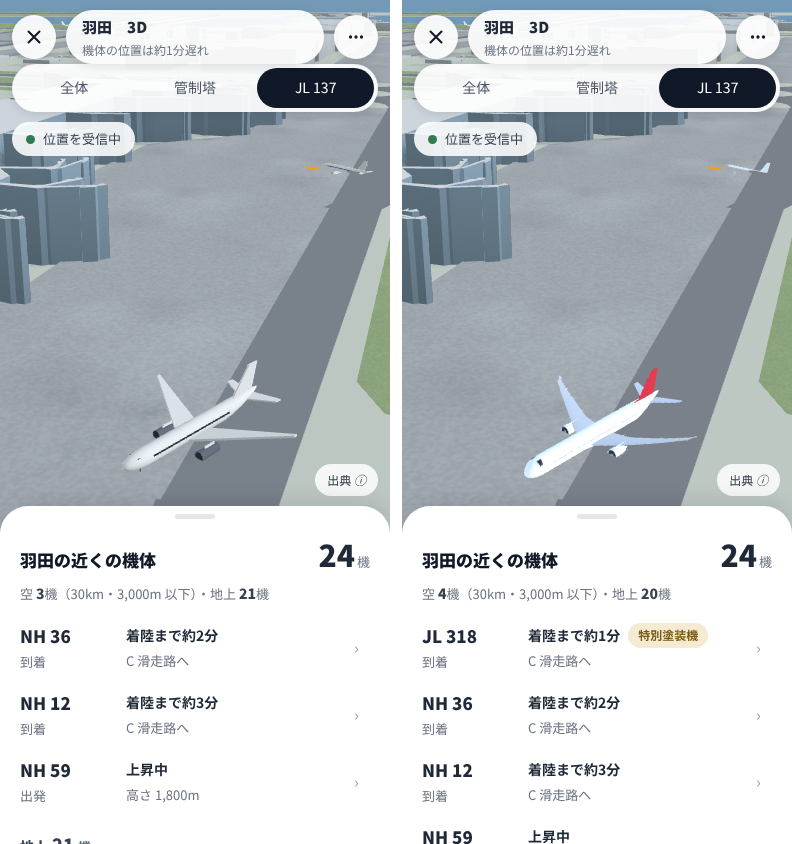 羽田 3D
機体の位置は約1分遅れ
全体 管制塔 JL 137
位置を受信中
出典 ⓘ
羽田の近くの機体 24機
空 3機（30km・3,000m 以下）・地上 21機
NH 36 着陸まで約2分
到着 C 滑走路へ
NH 12 着陸まで約3分
到着 C 滑走路へ
NH 59 上昇中
出発 高さ 1,800m
地上 21 機
羽田 3D
機体の位置は約1分遅れ
全体 管制塔 JL 137
位置を受信中
出典 ⓘ
羽田の近くの機体 24機
空 4機（30km・3,000m 以下）・地上 20機
JL 318 着陸まで約1分 特別塗装機
到着 C 滑走路へ
NH 36 着陸まで約2分
到着 C 滑走路へ
NH 12 着陸まで約3分
到着 C 滑走路へ
NH 59 上昇中